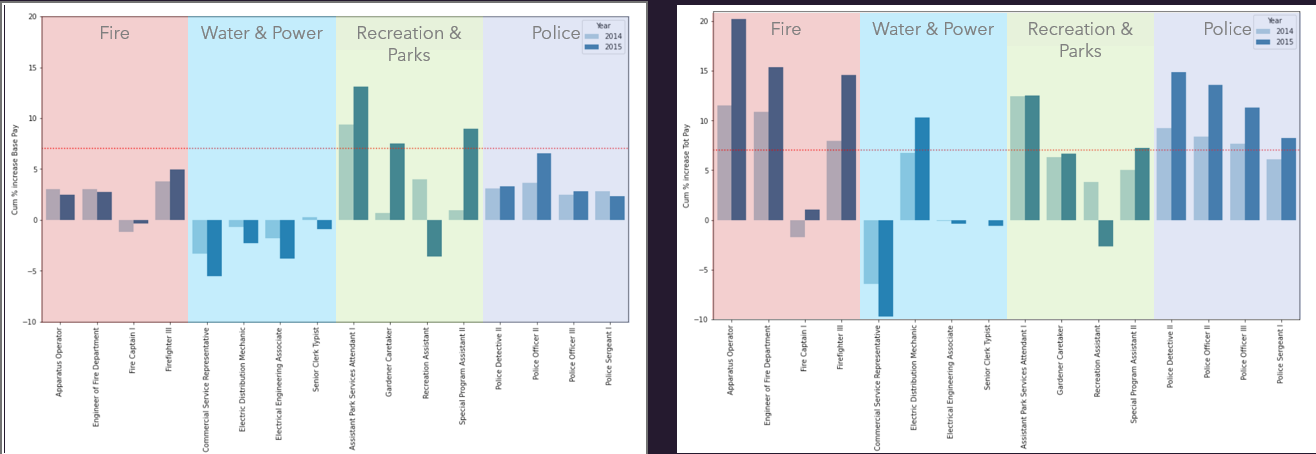 20
15
10
5
0
−5
−10
Cum % increase Base Pay
Fire
Water & Power
Recreation &
Parks
Police
Year
2014
2015
Apparatus Operator
Engineer of Fire Department
Fire Captain I
Firefighter III
Commercial Service Representative
Electric Distribution Mechanic
Electrical Engineering Associate
Senior Clerk Typist
Assistant Park Services Attendant I
Gardener Caretaker
Recreation Assistant
Special Program Assistant II
Police Detective II
Police Officer II
Police Officer III
Police Sergeant I
20
15
10
5
0
−5
−10
Cum % increase Tot Pay
Fire
Water & Power
Recreation &
Parks
Police
Year
2014
2015
Apparatus Operator
Engineer of Fire Department
Fire Captain I
Firefighter III
Commercial Service Representative
Electric Distribution Mechanic
Electrical Engineering Associate
Senior Clerk Typist
Assistant Park Services Attendant I
Gardener Caretaker
Recreation Assistant
Special Program Assistant II
Police Detective II
Police Officer II
Police Officer III
Police Sergeant I